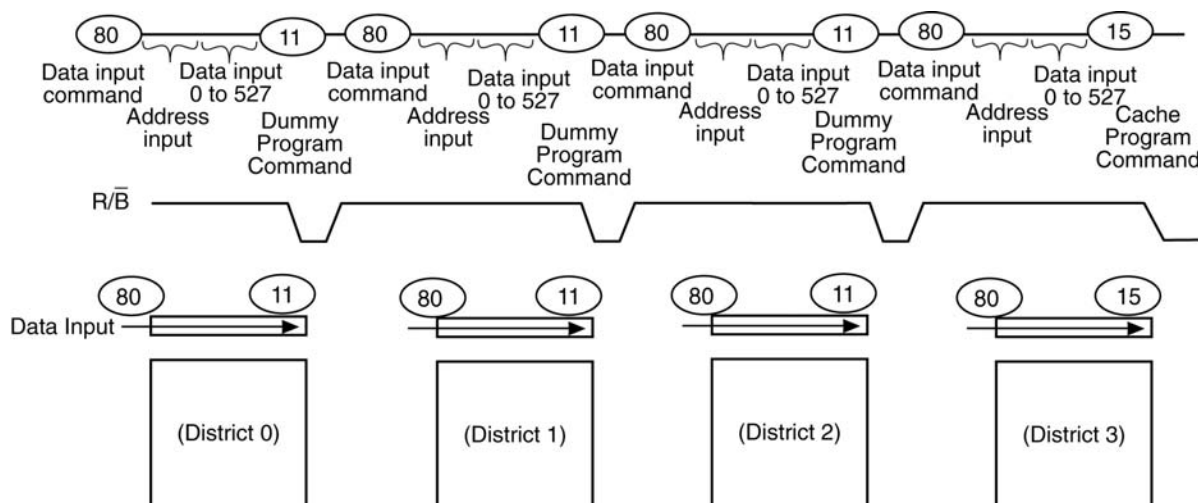 80 11 80 11 80 11 80 15
Data input command
Address input
Data input 0 to 527
Dummy Program Command
Data input command
Address input
Data input 0 to 527
Dummy Program Command
Data input command
Address input
Data input 0 to 527
Dummy Program Command
Data input command
Address input
Data input 0 to 527
Cache Program Command
R/B̅
80 11 80 11 80 11 80 15
Data Input
(District 0) (District 1) (District 2) (District 3)